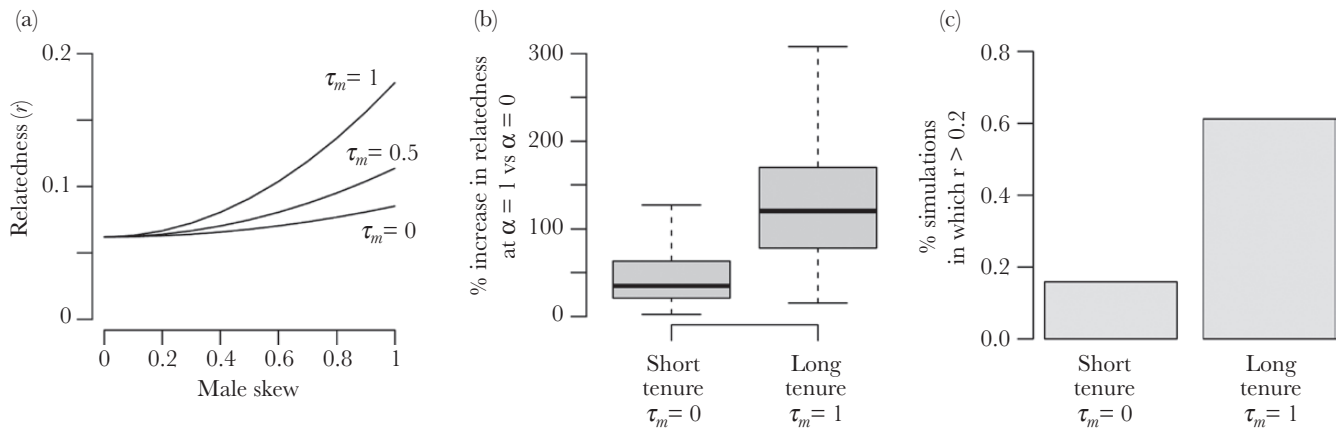 (a)
0.2
0.1
0
Relatedness (r)
τm= 1
τm= 0.5
τm= 0
0 0.2 0.4 0.6 0.8 1
Male skew
(b)
% increase in relatedness
at α = 1 vs α = 0
300
200
100
0
Short
tenure
τm= 0
Long
tenure
τm= 1
(c)
% simulations
in which r > 0.2
0.8
0.6
0.4
0.2
0.0
Short
tenure
τm= 0
Long
tenure
τm= 1